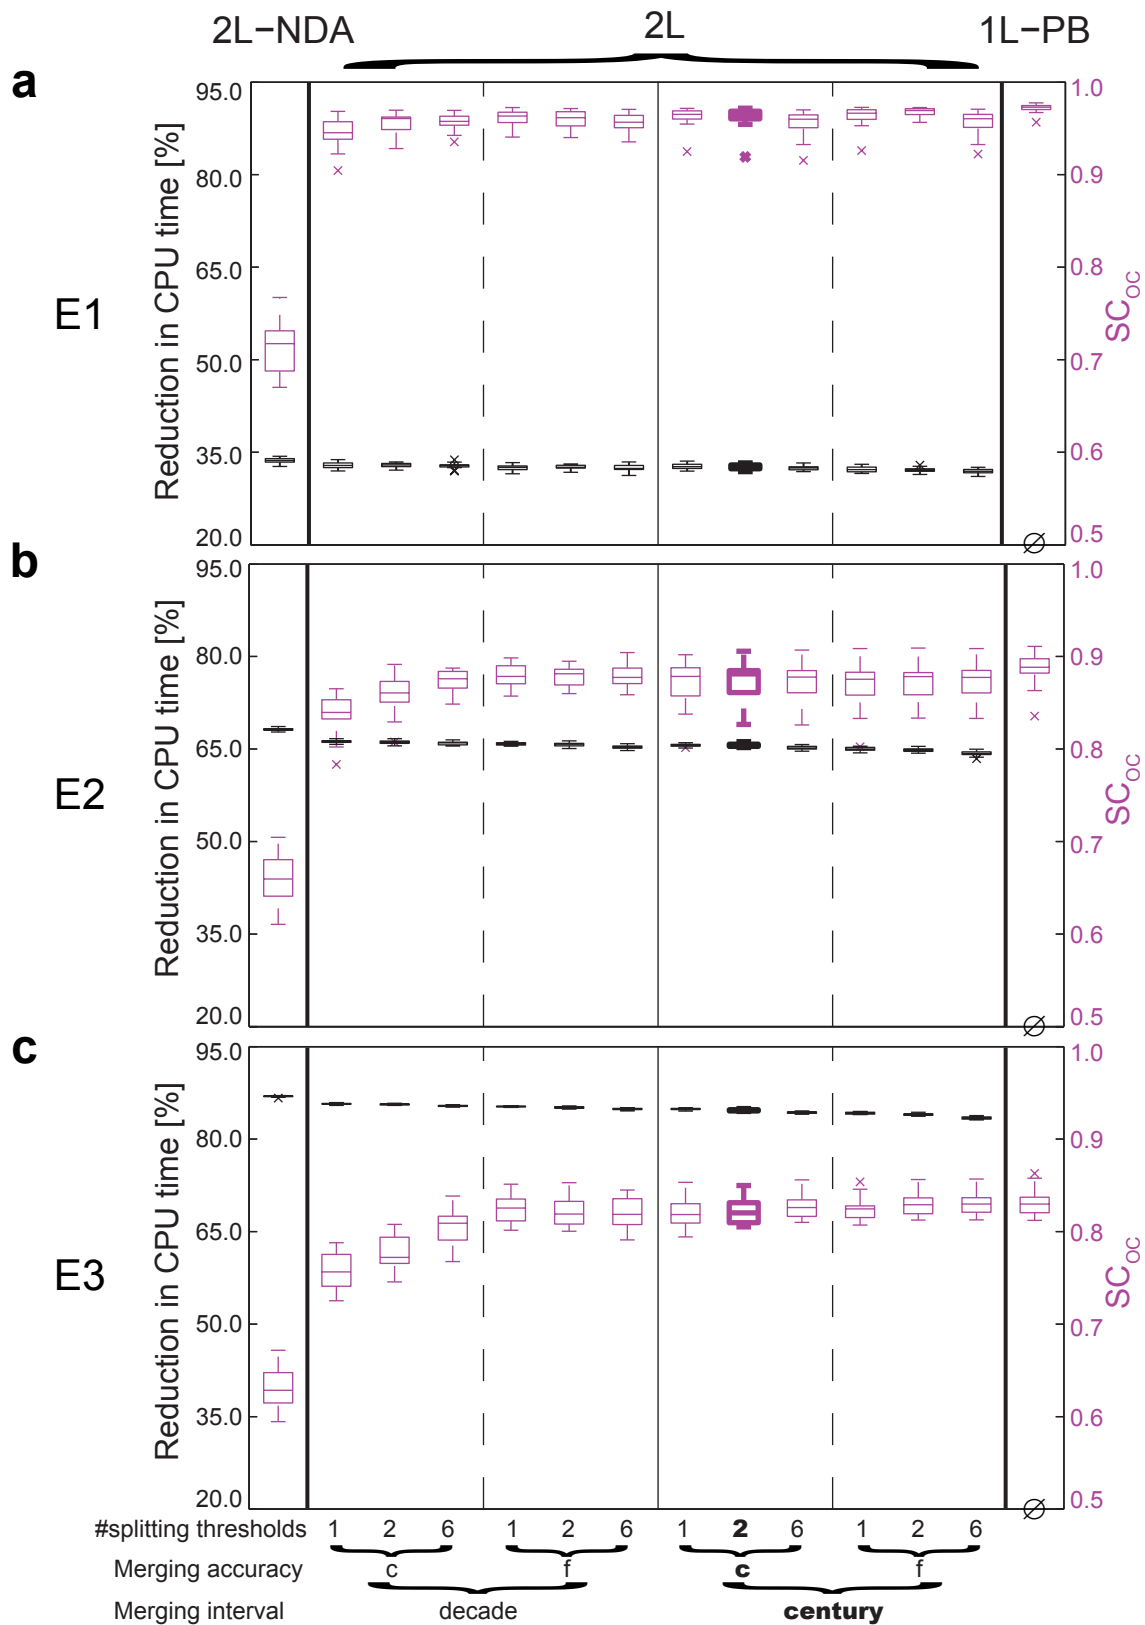 2L−NDA 2L 1L−PB
a
95.0 1.0
80.0 0.9
65.0 0.8
E1 Reduction in CPU time [%] SCOC
50.0 0.7
35.0 0.6
20.0 0.5
b
95.0 1.0
80.0 0.9
65.0 0.8
E2 Reduction in CPU time [%] SCOC
50.0 0.7
35.0 0.6
20.0 0.5
c
95.0 1.0
80.0 0.9
65.0 0.8
E3 Reduction in CPU time [%] SCOC
50.0 0.7
35.0 0.6
20.0 0.5
#splitting thresholds 1 2 6 1 2 6 1 2 6 1 2 6
Merging accuracy c f c f
Merging interval decade century